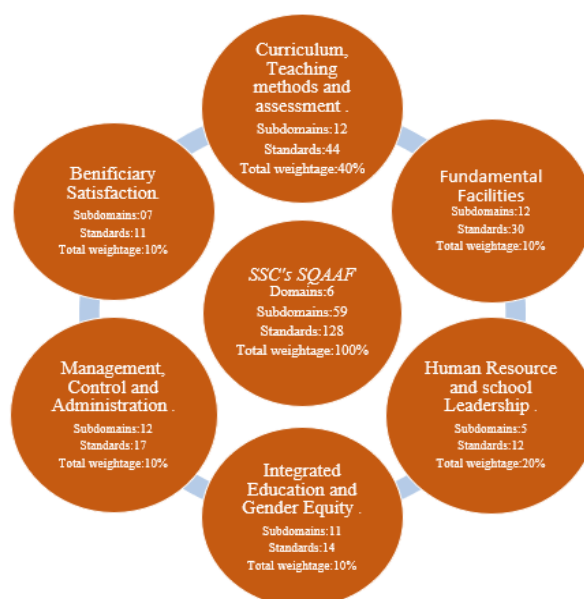 Curriculum,
Teaching
methods and
assessment .
Subdomains:12
Standards:44
Total weightage:40%
Fundamental
Facilities
Subdomains:12
Standards:30
Total weightage:10%
Human Resource
and school
Leadership .
Subdomains:5
Standards:12
Total weightage:20%
Integrated
Education and
Gender Equity .
Subdomains:11
Standards:14
Total weightage:10%
Management,
Control and
Administration .
Subdomains:12
Standards:17
Total weightage:10%
Benificiary
Satisfaction.
Subdomains:07
Standards:11
Total weightage:10%
SSC"s SQAAF
Domains:6
Subdomains:59
Standards:128
Total weightage:100%